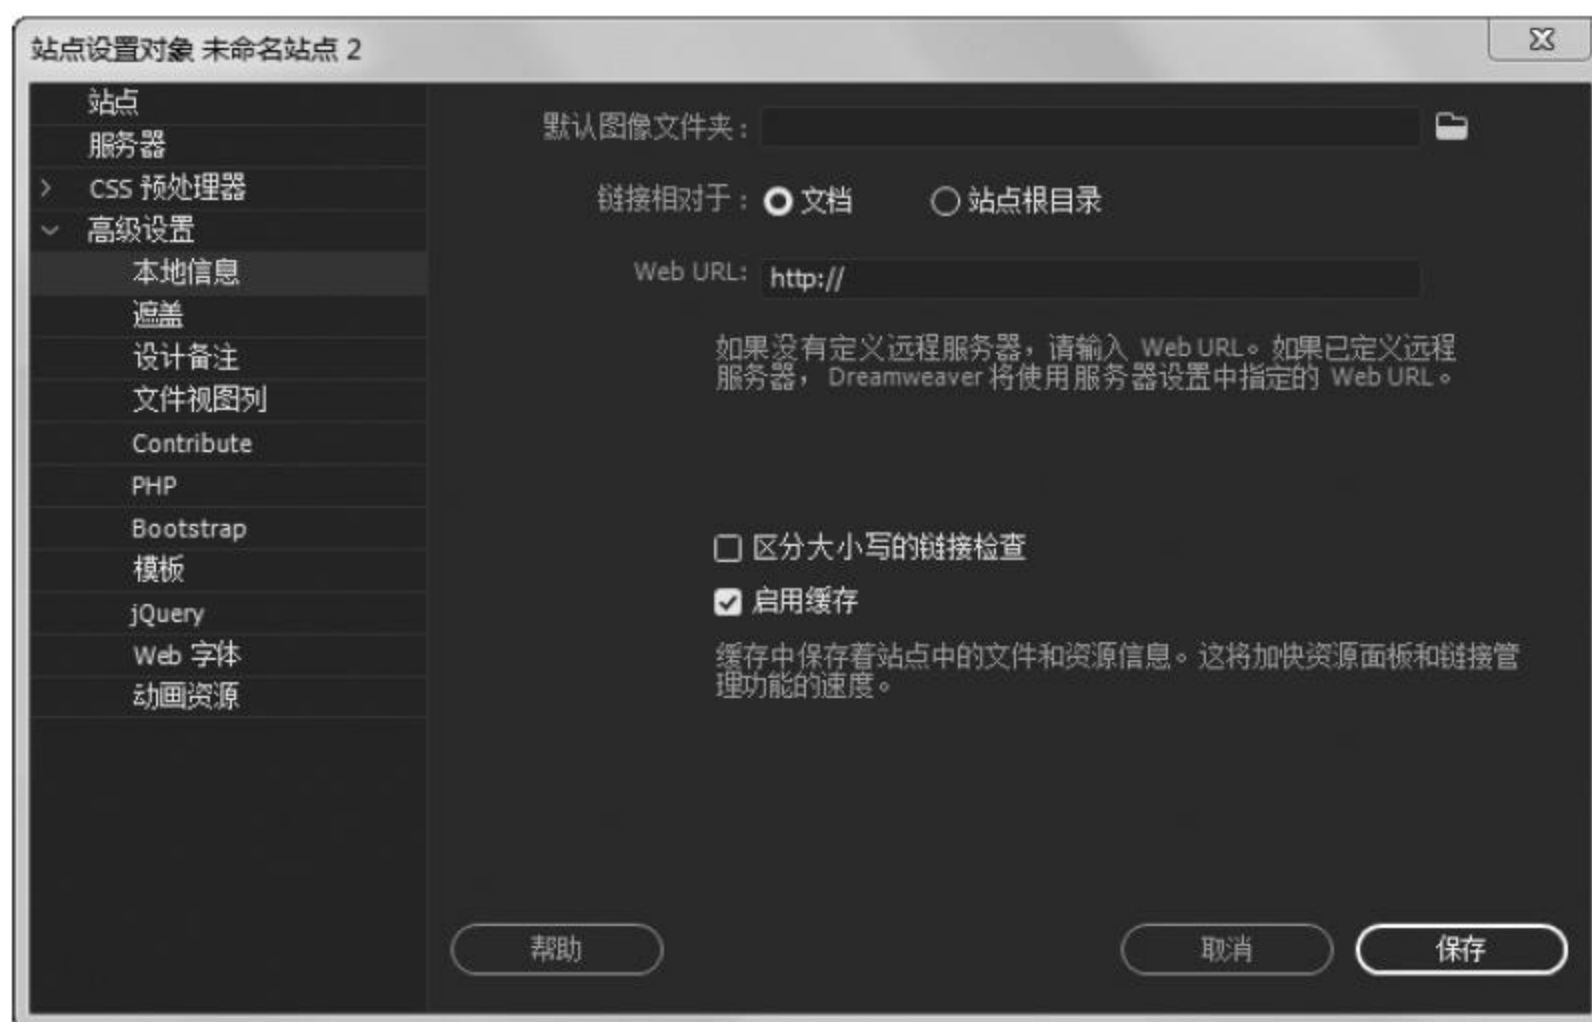 站点设置对象 未命名站点 2
站点
服务器
CSS 预处理器
高级设置
本地信息
遮盖
设计备注
文件视图列
Contribute
PHP
Bootstrap
模板
jQuery
Web 字体
动画资源
默认图像文件夹：
链接相对于： 文档 站点根目录
Web URL: http://
如果没有定义远程服务器，请输入 Web URL。如果已定义远程
服务器，Dreamweaver 将使用服务器设置中指定的 Web URL。
区分大小写的链接检查
启用缓存
缓存中保存着站点中的文件和资源信息。这将加快资源面板和链接管
理功能的速度。
帮助 取消 保存